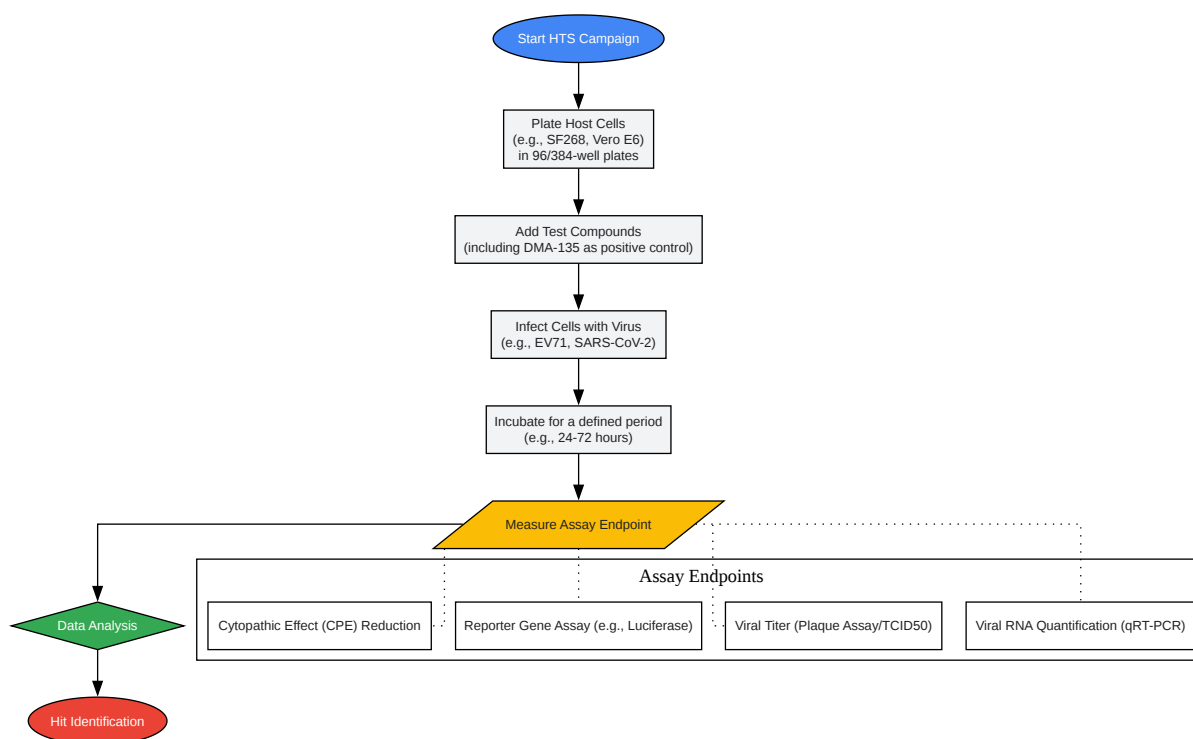 Start HTS Campaign
Plate Host Cells
(e.g., SF268, Vero E6)
in 96/384-well plates
Add Test Compounds
(including DMA-135 as positive control)
Infect Cells with Virus
(e.g., EV71, SARS-CoV-2)
Incubate for a defined period
(e.g., 24-72 hours)
Measure Assay Endpoint
Assay Endpoints
Data Analysis
Cytopathic Effect (CPE) Reduction
Reporter Gene Assay (e.g., Luciferase)
Viral Titer (Plaque Assay/TCID50)
Viral RNA Quantification (qRT-PCR)
Hit Identification